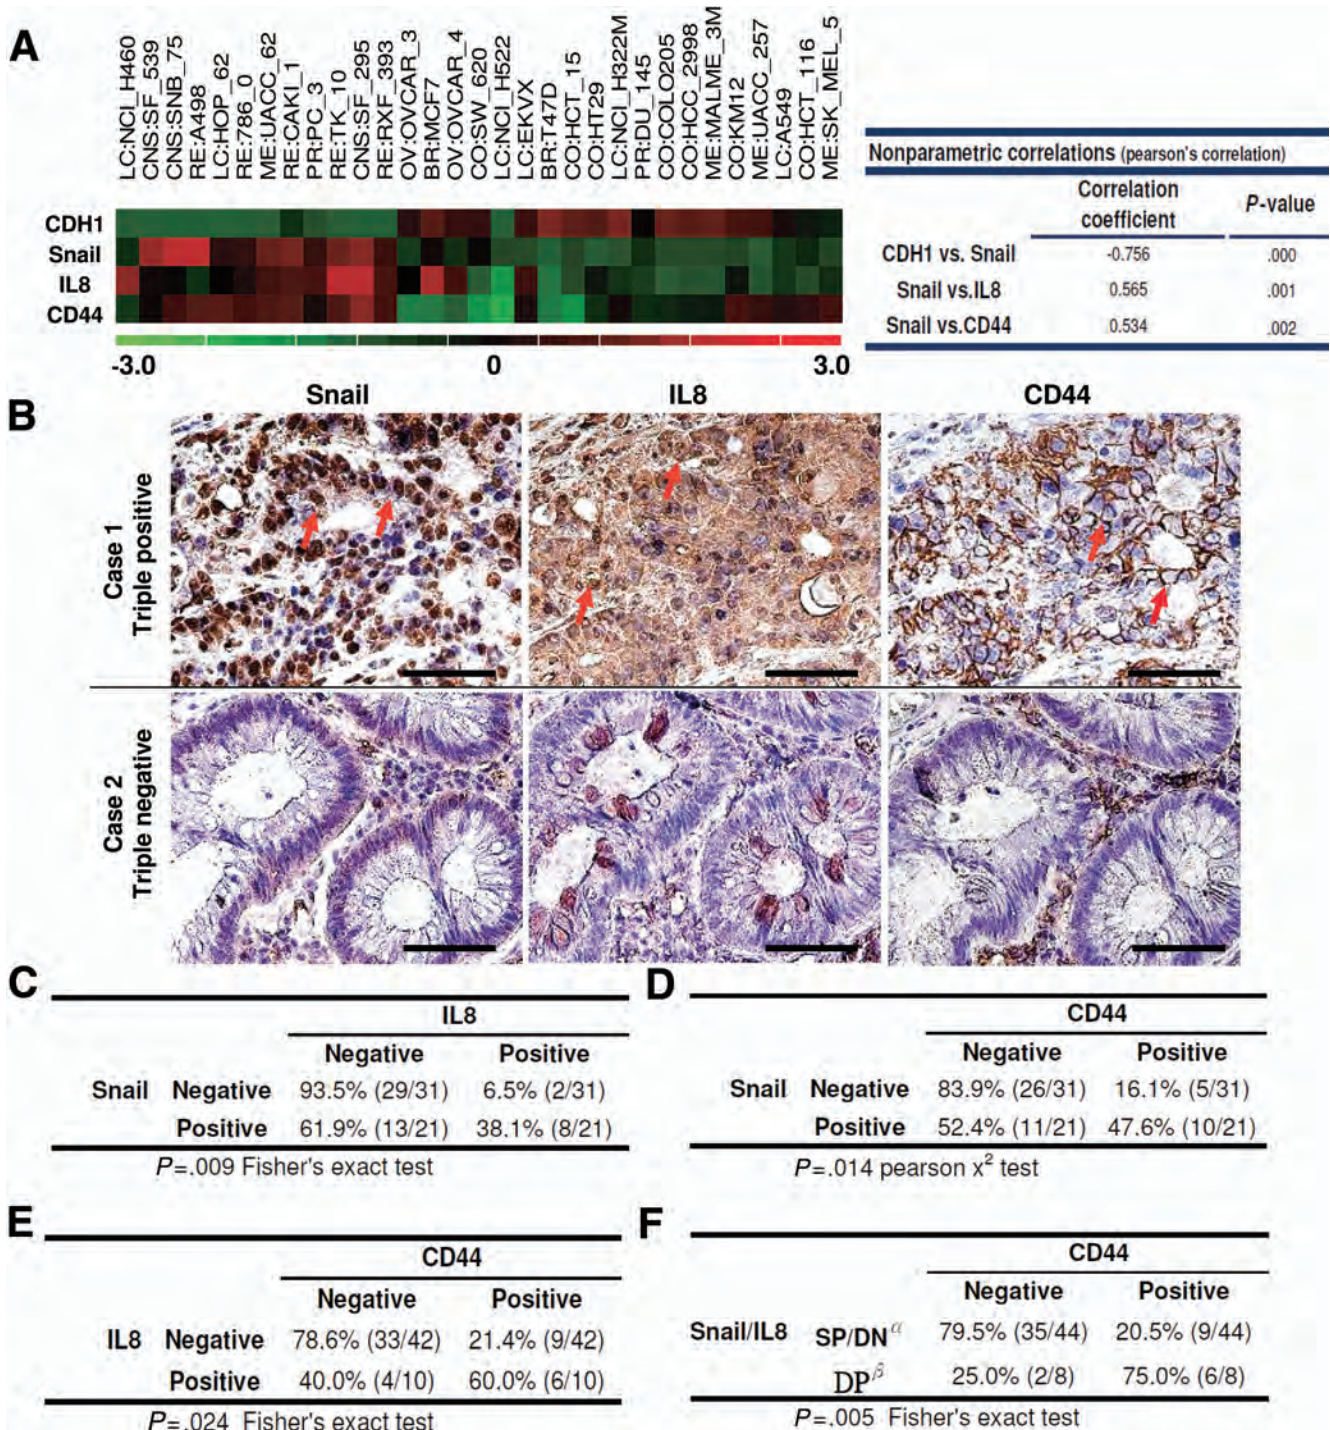 A
LC:NCI_H460
CNS:SF_539
CNS:SNB_75
RE:A498
LC:HOP_62
RE:786_0
ME:UACC_62
RE:CAKI_1
PR:PC_3
RE:TK_10
CNS:SF_295
RE:RXF_393
OV:OVCAR_3
BR:MCF7
OV:OVCAR_4
CO:SW_620
LC:NCI_H522
LC:EKVX
BR:T47D
CO:HCT_15
CO:HT29
LC:NCI_H322M
PR:DU_145
CO:COLO205
CO:HCC_2998
ME:MALME_3M
CO:KM12
ME:UACC_257
LC:A549
CO:HCT_116
ME:SK_MEL_5
CDH1
Snail
IL8
CD44
-3.0 0 3.0
Nonparametric correlations (pearson's correlation)
Correlation coefficient P-value
CDH1 vs. Snail -0.756 .000
Snail vs.IL8 0.565 .001
Snail vs.CD44 0.534 .002
B
Snail IL8 CD44
Case 1
Triple positive
Case 2
Triple negative
C
IL8
Negative Positive
Snail Negative 93.5% (29/31) 6.5% (2/31)
Positive 61.9% (13/21) 38.1% (8/21)
P=.009 Fisher's exact test
D
CD44
Negative Positive
Snail Negative 83.9% (26/31) 16.1% (5/31)
Positive 52.4% (11/21) 47.6% (10/21)
P=.014 pearson x² test
E
CD44
Negative Positive
IL8 Negative 78.6% (33/42) 21.4% (9/42)
Positive 40.0% (4/10) 60.0% (6/10)
P=.024 Fisher's exact test
F
CD44
Negative Positive
Snail/IL8 SP/DN^α 79.5% (35/44) 20.5% (9/44)
DP^β 25.0% (2/8) 75.0% (6/8)
P=.005 Fisher's exact test